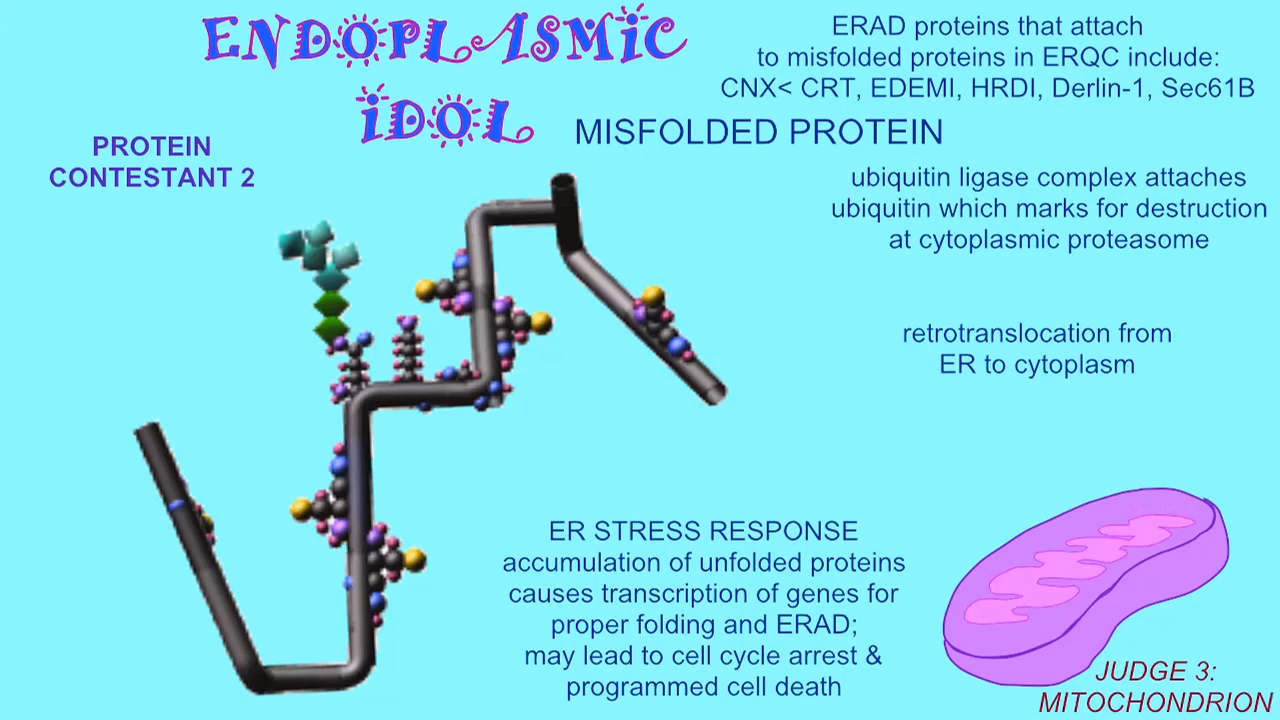 ENDOPLASMIC
IDOL
ERAD proteins that attach
to misfolded proteins in ERQC include:
CNX< CRT, EDEMI, HRDI, Derlin-1, Sec61B
MISFOLDED PROTEIN
PROTEIN
CONTESTANT 2
ubiquitin ligase complex attaches
ubiquitin which marks for destruction
at cytoplasmic proteasome
retrotranslocation from
ER to cytoplasm
ER STRESS RESPONSE
accumulation of unfolded proteins
causes transcription of genes for
proper folding and ERAD;
may lead to cell cycle arrest &
programmed cell death
JUDGE 3:
MITOCHONDRION